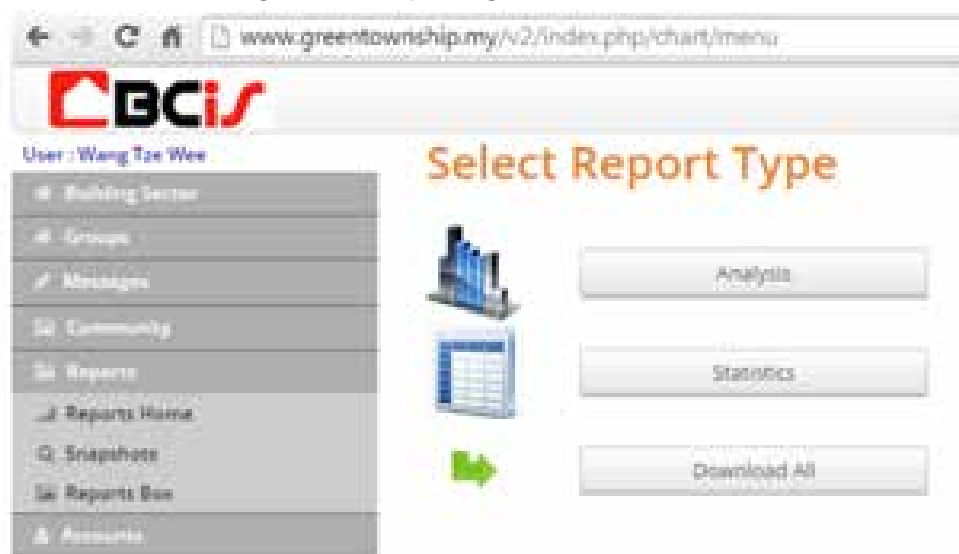 www.greentownship.my/v2/index.php/chart/menu
BCiS
User : Wang Tze Wee
Select Report Type
Building Sector
Groups
Messages
Community
Reports
Reports Home
Snapshots
Reports Box
Accounts
Analysis
Statistics
Download All